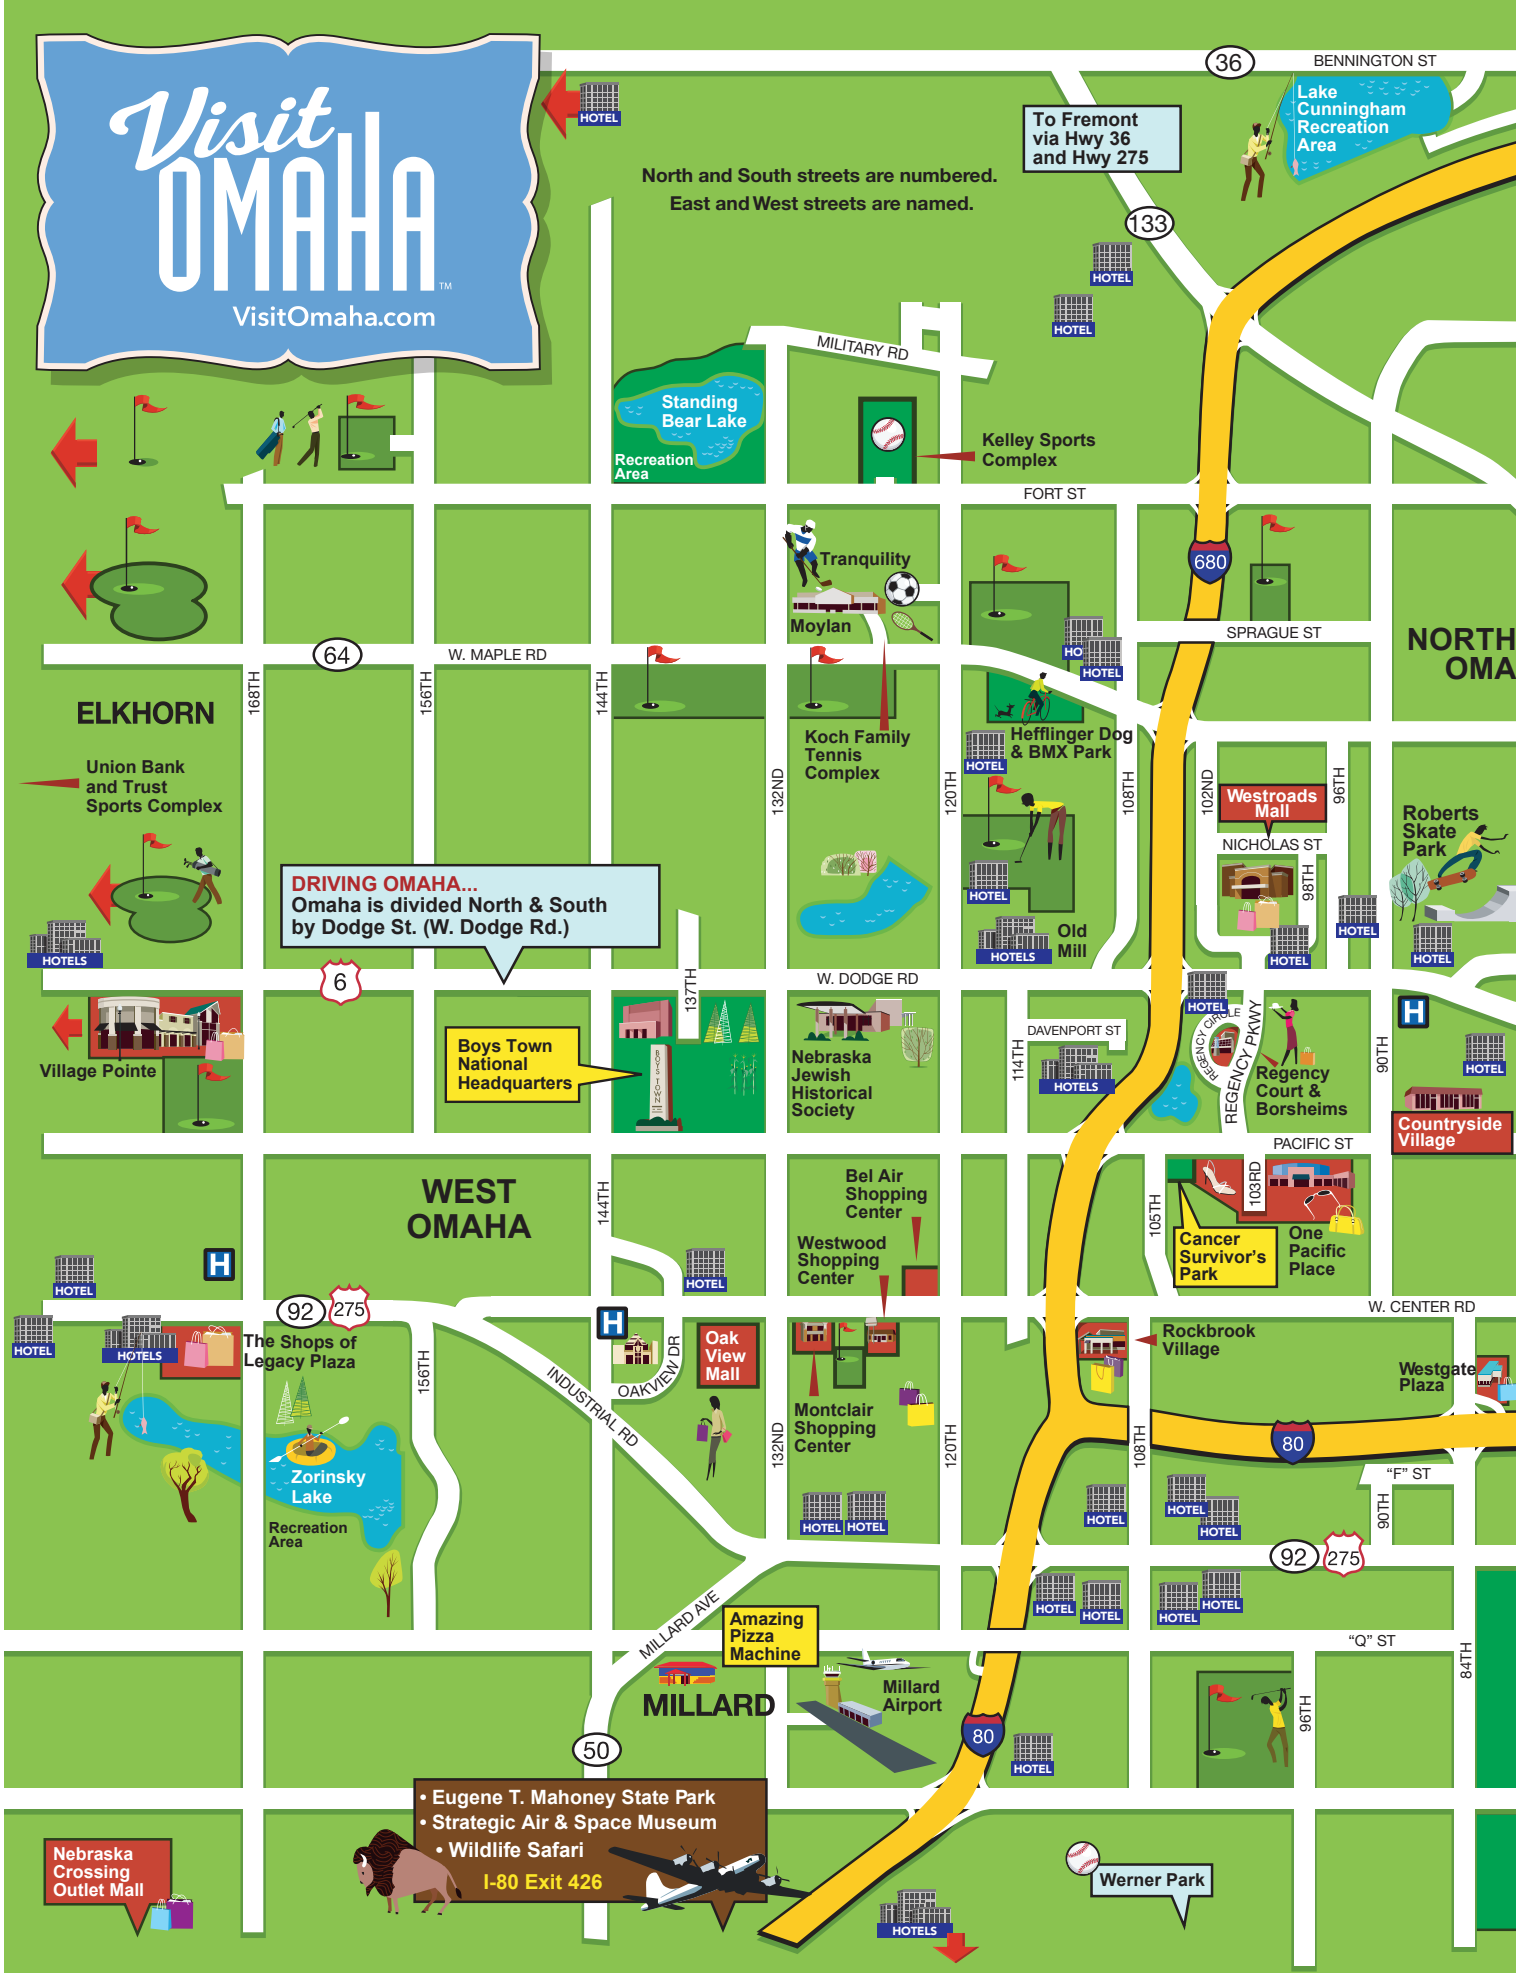 Visit
OMAHA
TM
VisitOmaha.com
HOTEL
North and South streets are numbered.
East and West streets are named.
To Fremont
via Hwy 36
and Hwy 275
36
BENNINGTON ST
Lake
Cunningham
Recreation
Area
133
HOTEL
HOTEL
MILITARY RD
Standing
Bear Lake
Recreation
Area
Kelley Sports
Complex
FORT ST
Tranquility
Moylan
680
SPRAGUE ST
NORTH
OMA
64
W. MAPLE RD
HO
HOTEL
ELKHORN
168TH
156TH
144TH
Union Bank
and Trust
Sports Complex
Koch Family
Tennis
Complex
132ND
120TH
HOTEL
Hefflinger Dog
& BMX Park
108TH
102ND
96TH
Westroads
Mall
NICHOLAS ST
98TH
Roberts
Skate
Park
DRIVING OMAHA...
Omaha is divided North & South
by Dodge St. (W. Dodge Rd.)
HOTEL
HOTEL
HOTELS
Old
Mill
HOTELS
HOTEL
HOTEL
6
137TH
W. DODGE RD
HOTEL
Village Pointe
Boys Town
National
Headquarters
BOYS TOWN
Nebraska
Jewish
Historical
Society
114TH
DAVENPORT ST
HOTELS
REGENCY CIRCLE
REGENCY PKWY
Regency
Court &
Borsheims
90TH
H
HOTEL
Countryside
Village
PACIFIC ST
WEST
OMAHA
144TH
Bel Air
Shopping
Center
Westwood
Shopping
Center
105TH
103RD
Cancer
Survivor's
Park
One
Pacific
Place
HOTEL
H
HOTEL
92
275
W. CENTER RD
HOTEL
HOTELS
The Shops of
Legacy Plaza
156TH
INDUSTRIAL RD
H
OAKVIEW DR
Oak
View
Mall
Rockbrook
Village
Westgate
Plaza
Montclair
Shopping
Center
132ND
120TH
108TH
80
Zorinsky
Lake
Recreation
Area
"F" ST
90TH
HOTEL
HOTEL
HOTEL
HOTEL
HOTEL
92
275
HOTEL
HOTEL
HOTEL
HOTEL
MILLARD AVE
Amazing
Pizza
Machine
"Q" ST
84TH
MILLARD
Millard
Airport
96TH
50
80
HOTEL
• Eugene T. Mahoney State Park
• Strategic Air & Space Museum
• Wildlife Safari
I-80 Exit 426
Nebraska
Crossing
Outlet Mall
Werner Park
HOTELS